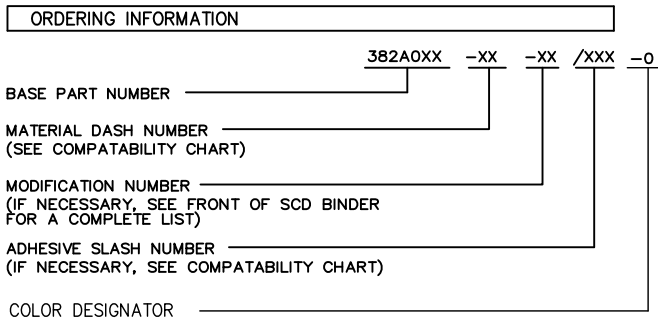 ORDERING INFORMATION
382A0XX -XX -XX /XXX -0
BASE PART NUMBER
MATERIAL DASH NUMBER
(SEE COMPATABILITY CHART)
MODIFICATION NUMBER
(IF NECESSARY, SEE FRONT OF SCD BINDER
FOR A COMPLETE LIST)
ADHESIVE SLASH NUMBER
(IF NECESSARY, SEE COMPATABILITY CHART)
COLOR DESIGNATOR